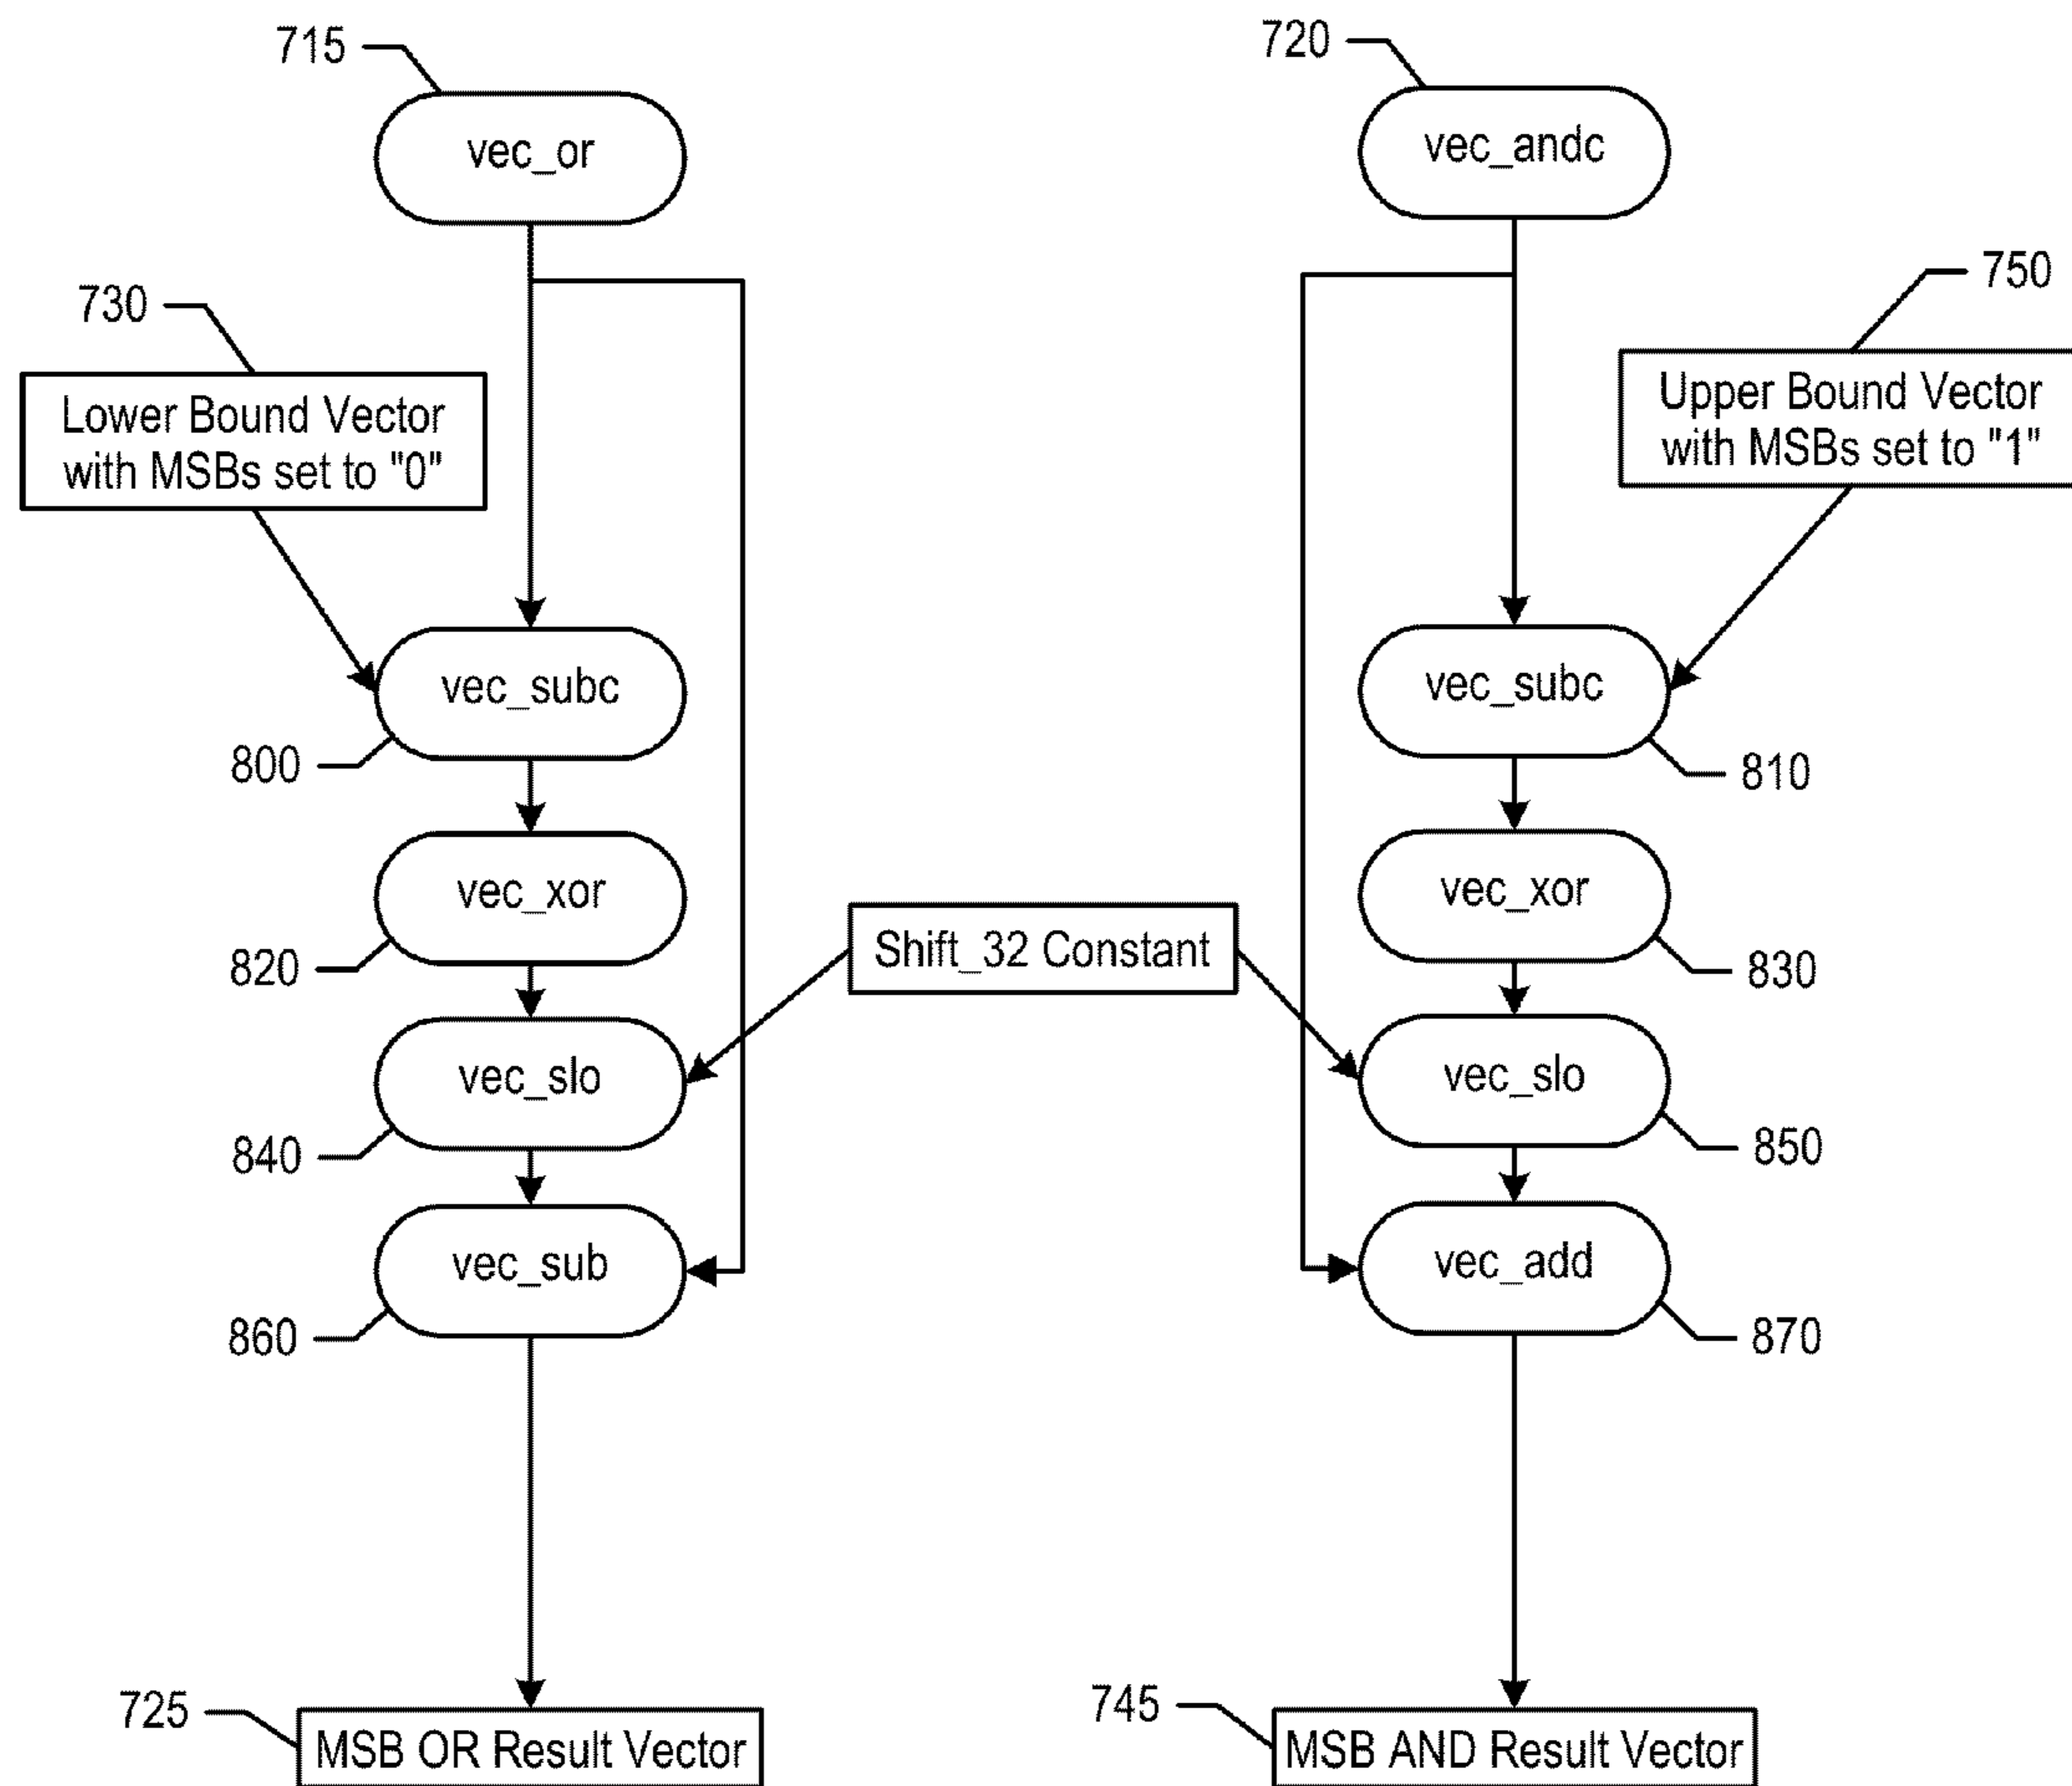 715
720
vec_or
vec_andc
730
750
Lower Bound Vector
with MSBs set to "0"
Upper Bound Vector
with MSBs set to "1"
vec_subc
vec_subc
800
810
vec_xor
vec_xor
Shift_32 Constant
820
830
vec_slo
vec_slo
840
850
vec_sub
vec_add
860
870
725
745
MSB OR Result Vector
MSB AND Result Vector